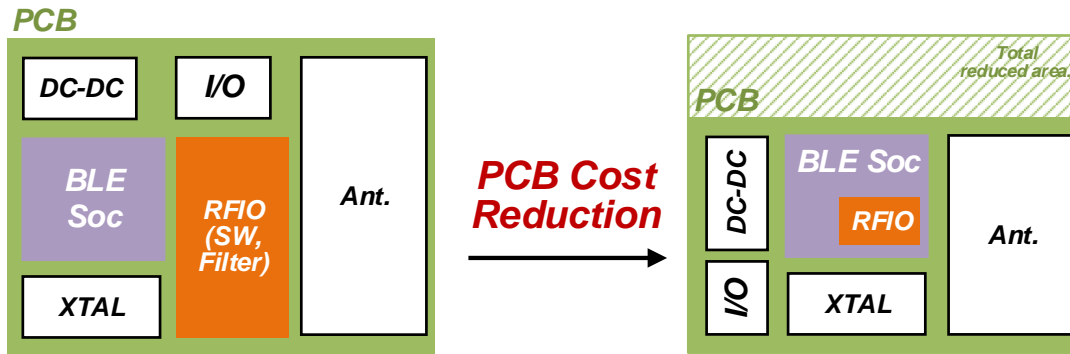 PCB
DC-DC
I/O
BLE
Soc
RFIO
(SW,
Filter)
Ant.
XTAL
PCB Cost
Reduction
Total
reduced area.
PCB
DC-DC
BLE Soc
RFIO
Ant.
I/O
XTAL